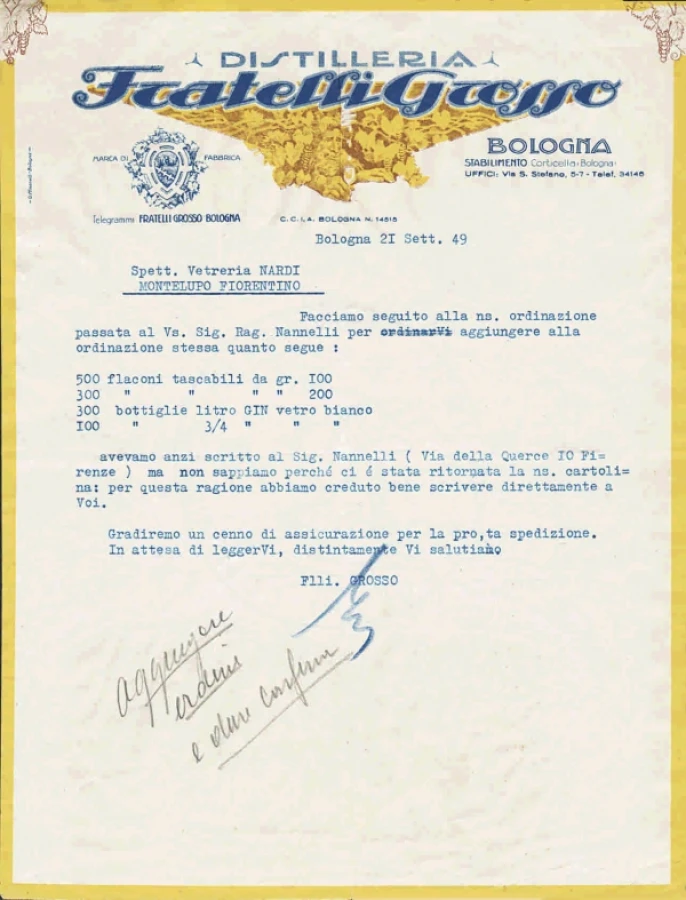 DISTILLERIA
Fratelli Grosso
BOLOGNA
STABILIMENTO Corticella-Bologna-
UFFICI: Via S. Stefano, 5-7 - Telef. 34146
MARCA DI FABBRICA
Telegrammi FRATELLI GROSSO BOLOGNA
C. C. I. A. BOLOGNA N. 14515
Bologna 2I Sett. 49
Spett. Vetreria NARDI
MONTELUPO FIORENTINO
Facciamo seguito alla ns. ordinazione
passata al Vs. Sig. Rag. Nannelli per ordinarVi aggiungere alla
ordinazione stessa quanto segue :
500 flaconi tascabili da gr. I00
300 " " " " 200
300 bottiglie litro GIN vetro bianco
I00 " 3/4 " " "
avevamo anzi scritto al Sig. Nannelli ( Via della Querce IO Fi=
renze ) ma non sappiamo perché ci é stata ritornata la ns. cartoli=
na: per questa ragione abbiamo creduto bene scrivere direttamente a
Voi.
Gradiremo un cenno di assicurazione per la pro,ta spedizione.
In attesa di leggerVi, distintamente Vi salutiamo
Flli. GROSSO
aggiungere
ordine
e dare conferma